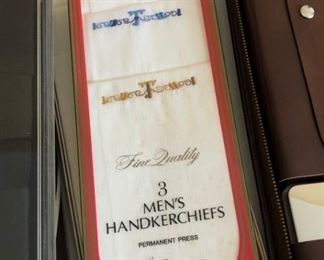 T
T
Fine Quality
3
MEN'S
HANDKERCHIEFS
PERMANENT PRESS